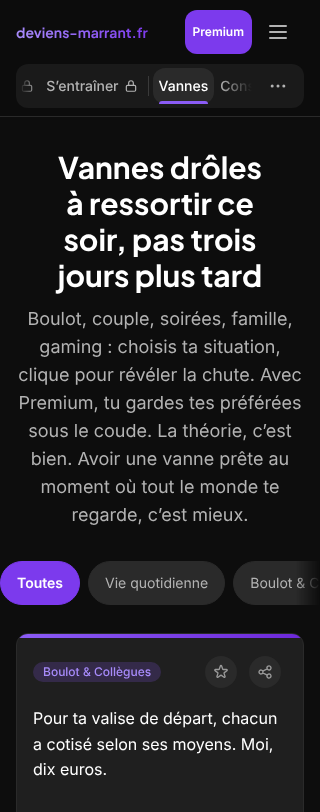 deviens-marrant.fr
Premium
S'entraîner
Vannes
Con
Vannes drôles
à ressortir ce
soir, pas trois
jours plus tard
Boulot, couple, soirées, famille,
gaming : choisis ta situation,
clique pour révéler la chute. Avec
Premium, tu gardes tes préférées
sous le coude. La théorie, c'est
bien. Avoir une vanne prête au
moment où tout le monde te
regarde, c'est mieux.
Toutes
Vie quotidienne
Boulot & C
Boulot & Collègues
Pour ta valise de départ, chacun
a cotisé selon ses moyens. Moi,
dix euros.